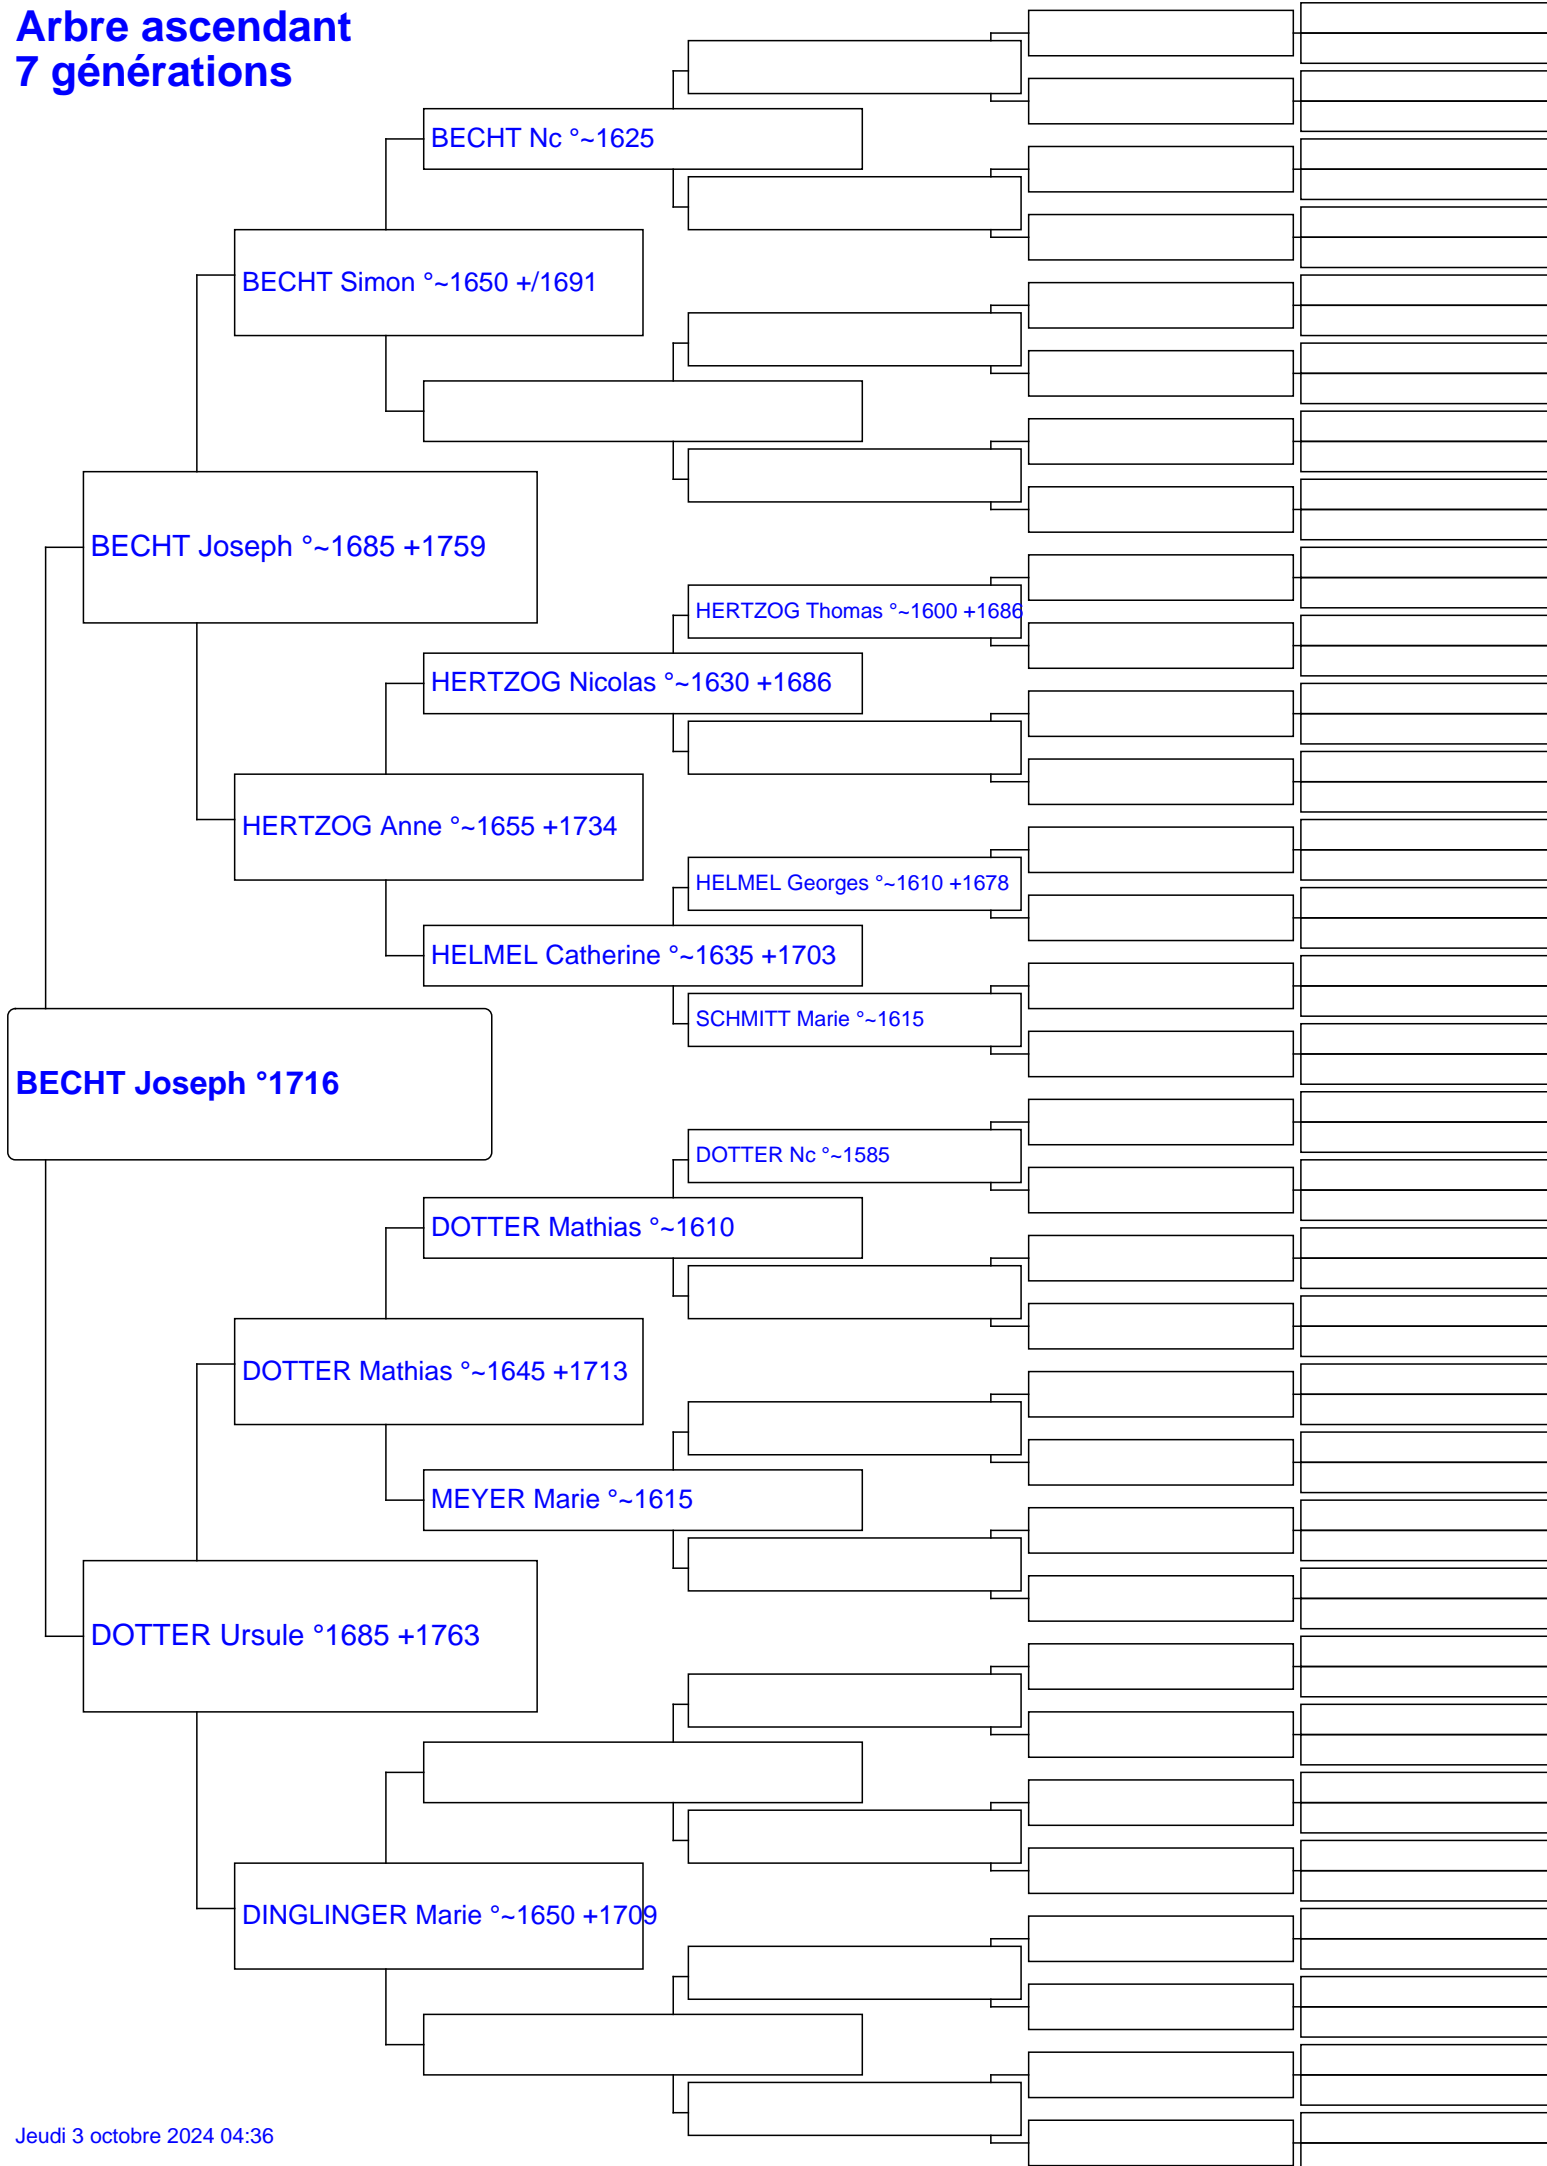 Arbre ascendant
7 générations
BECHT Nc °~1625
BECHT Simon °~1650 +/1691
BECHT Joseph °~1685 +1759
HERTZOG Thomas °~1600 +1686
HERTZOG Nicolas °~1630 +1686
HERTZOG Anne °~1655 +1734
HELMEL Georges °~1610 +1678
HELMEL Catherine °~1635 +1703
SCHMITT Marie °~1615
BECHT Joseph °1716
DOTTER Nc °~1585
DOTTER Mathias °~1610
DOTTER Mathias °~1645 +1713
MEYER Marie °~1615
DOTTER Ursule °1685 +1763
DINGLINGER Marie °~1650 +1709
Jeudi 3 octobre 2024 04:36